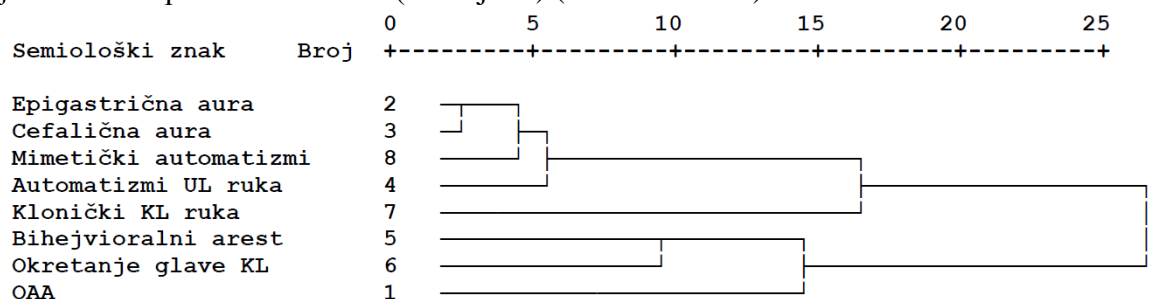 0 5 10 15 20 25
Semiološki znak Broj +---------+---------+---------+---------+---------+
Epigastrična aura 2
Cefalična aura 3
Mimetički automatizmi 8
Automatizmi UL ruka 4
Klonički KL ruka 7
Bihejvioralni arest 5
Okretanje glave KL 6
OAA 1